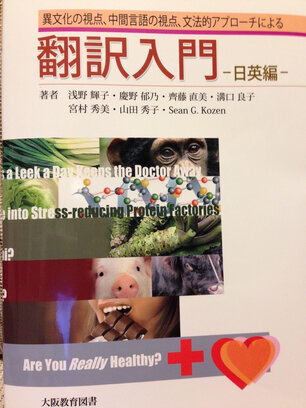 異文化の視点、中間言語の視点、文法的アプローチによる
翻訳入門 -日英編-
著者 浅野 輝子・慶野 郁乃・齊藤 直美・溝口 良子
宮村 秀美・山田 秀子・Sean G. Kozen
a Leek a Day Keeps the Doctor Away
into Stress-reducing Protein Factories
i?
?
Are You Really Healthy?
大阪教育図書